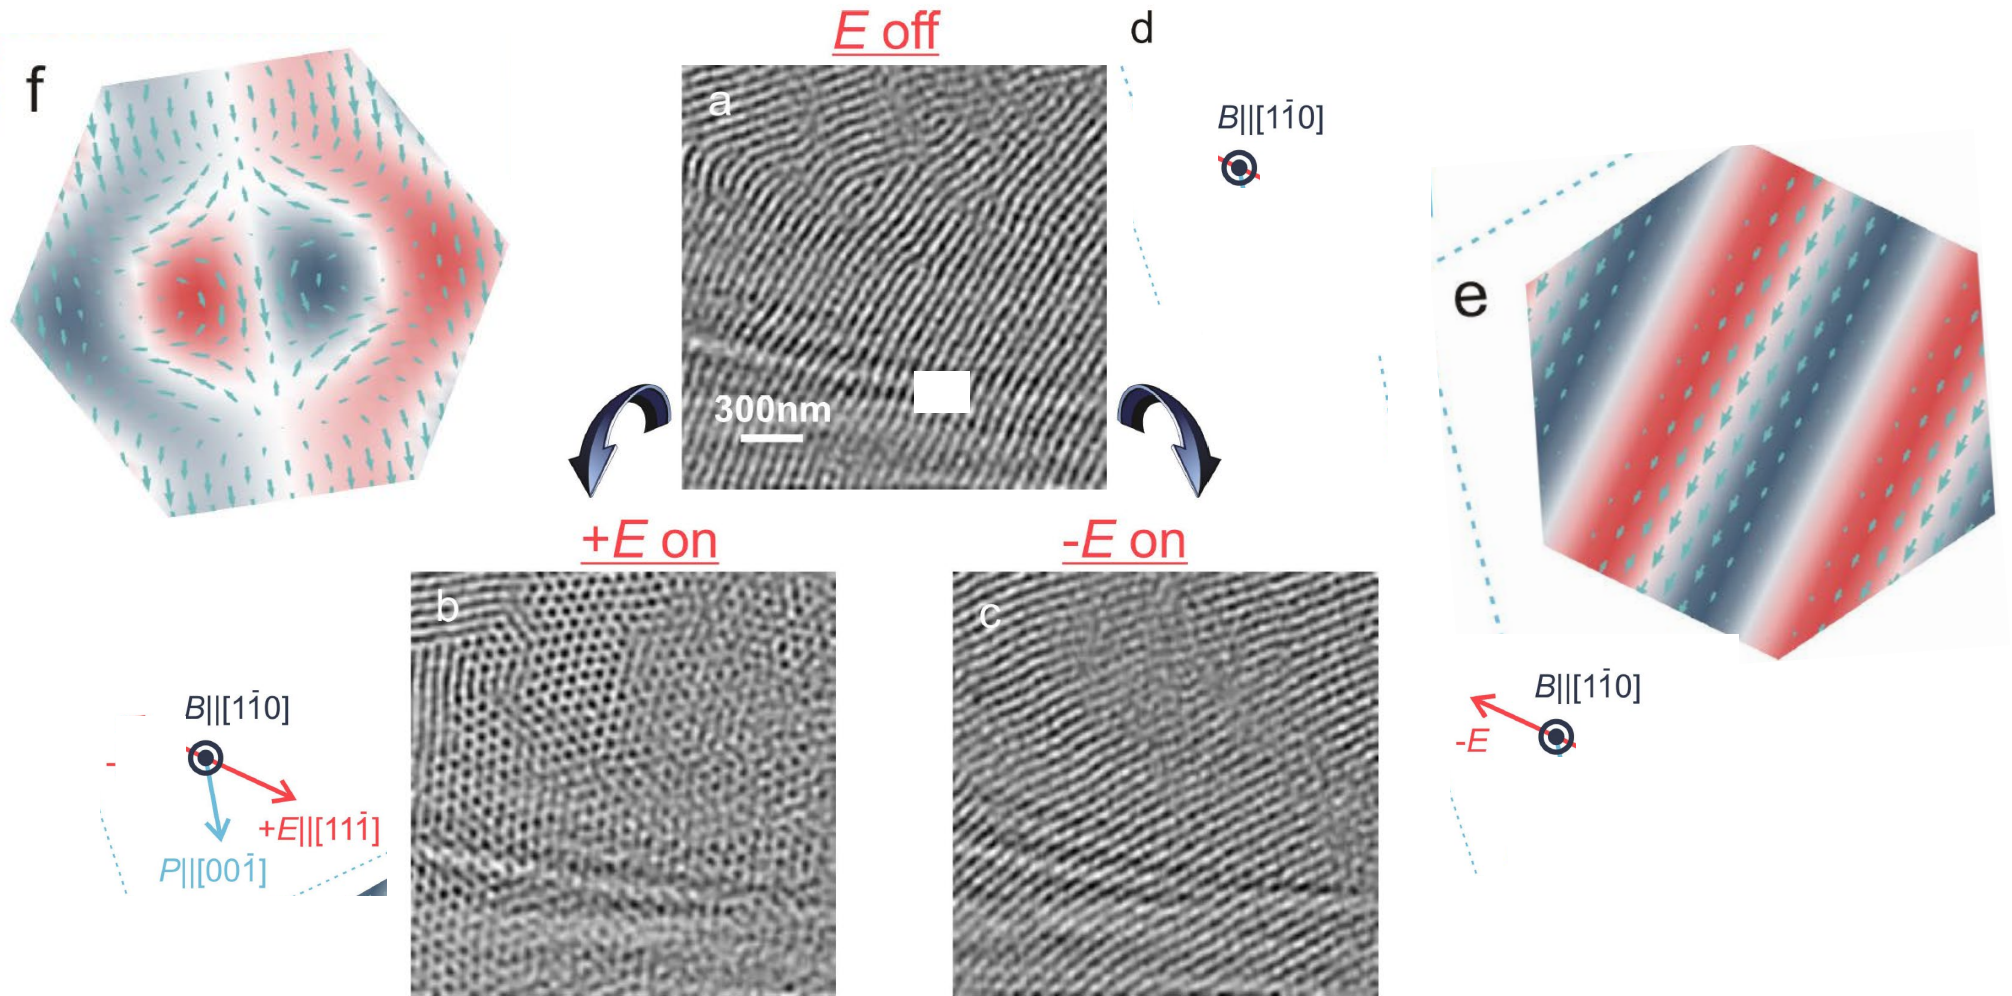 E off
d
f
a
B||[11̄0]
e
300nm
+E on
-E on
b
c
B||[11̄0]
-
+E||[111̄]
P||[001̄]
B||[11̄0]
-E